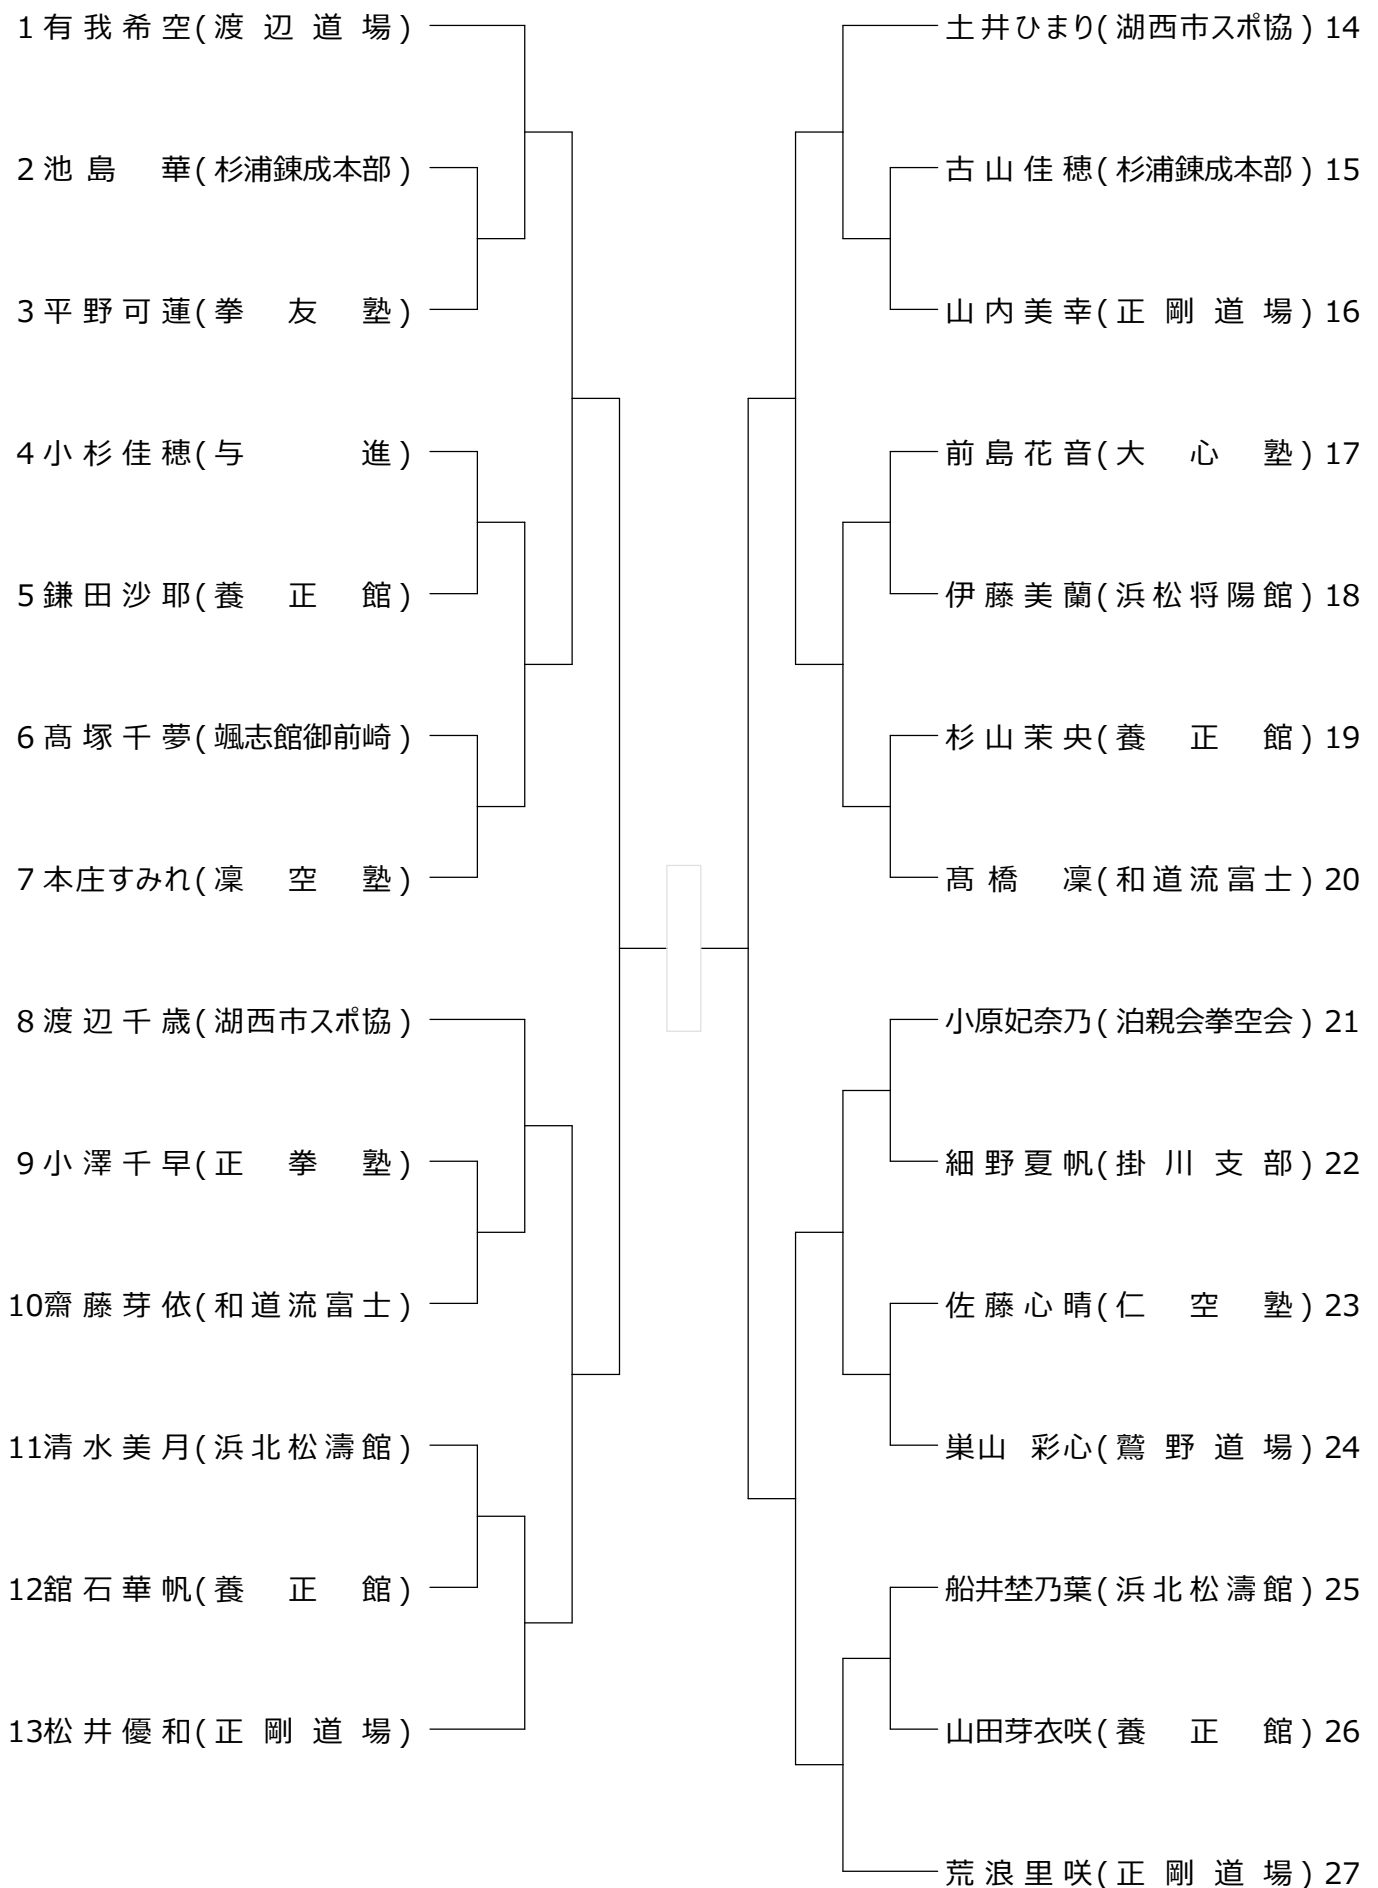 1 有我希空(渡辺道場)
2 池島 華(杉浦錬成本部)
3 平野可蓮(拳友塾)
4 小杉佳穂(与進)
5 鎌田沙耶(養正館)
6 髙塚千夢(颯志館御前崎)
7 本庄すみれ(凜空塾)
8 渡辺千歳(湖西市スポ協)
9 小澤千早(正拳塾)
10 齋藤芽依(和道流富士)
11 清水美月(浜北松濤館)
12 舘石華帆(養正館)
13 松井優和(正剛道場)
土井ひまり(湖西市スポ協) 14
古山佳穂(杉浦錬成本部) 15
山内美幸(正剛道場) 16
前島花音(大心塾) 17
伊藤美蘭(浜松将陽館) 18
杉山茉央(養正館) 19
髙橋 凜(和道流富士) 20
小原妃奈乃(泊親会拳空会) 21
細野夏帆(掛川支部) 22
佐藤心晴(仁空塾) 23
巣山 彩心(鷲野道場) 24
船井埜乃葉(浜北松濤館) 25
山田芽衣咲(養正館) 26
荒浪里咲(正剛道場) 27